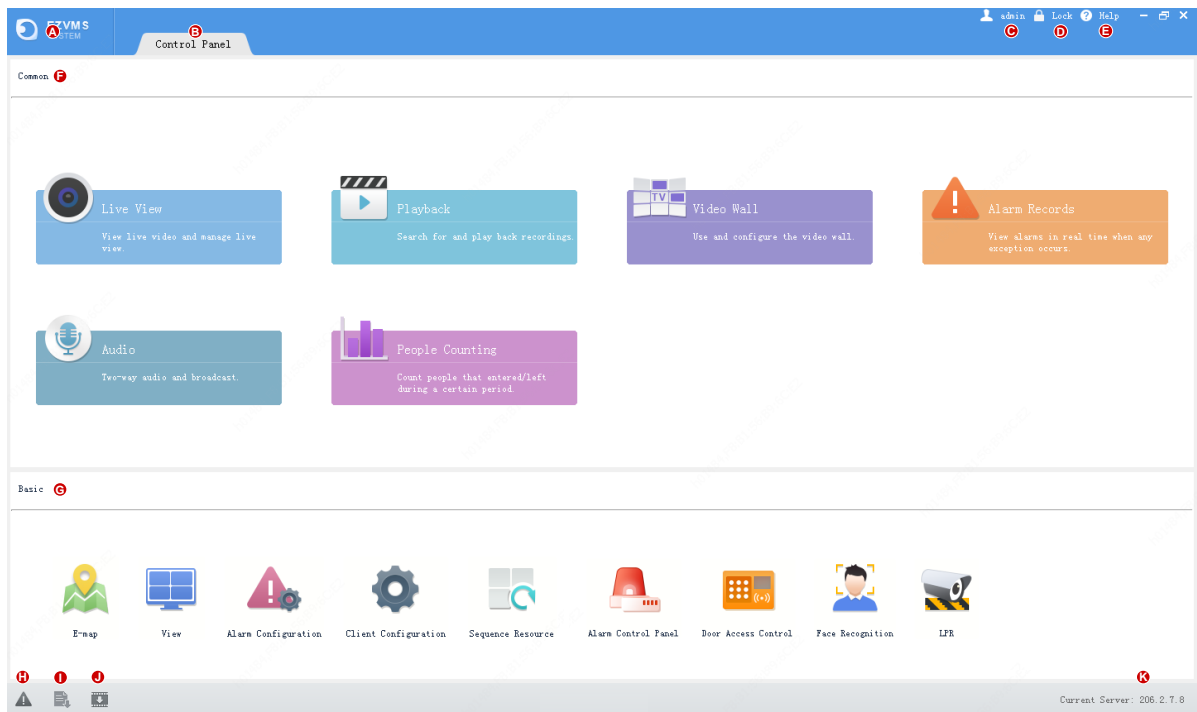 EZVMS
A STEM
B
Control Panel
admin Lock Help
C D E
Common F
Live View
View live video and manage live
view.
Playback
Search for and play back recordings.
TV
Video Wall
Use and configure the video wall.
Alarm Records
View alarms in real time when any
exception occurs.
Audio
Two-way audio and broadcast.
People Counting
Count people that entered/left
during a certain period.
Basic G
E-map View Alarm Configuration Client Configuration Sequence Resource Alarm Control Panel Door Access Control Face Recognition LPR
H I J K
Current Server: 206.2.7.8